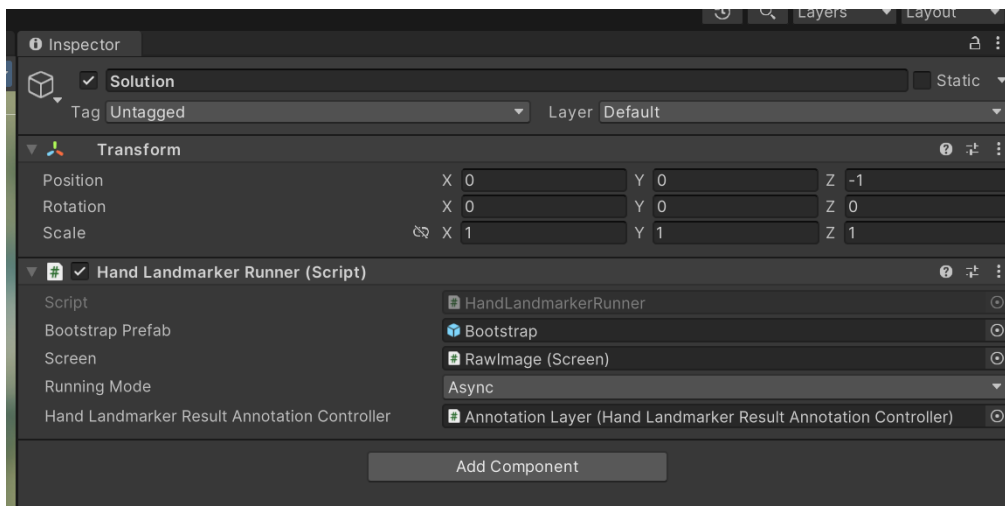 Layers Layout
Inspector
Solution Static
Tag Untagged Layer Default
Transform
Position X 0 Y 0 Z -1
Rotation X 0 Y 0 Z 0
Scale X 1 Y 1 Z 1
# Hand Landmarker Runner (Script)
Script # HandLandmarkerRunner
Bootstrap Prefab Bootstrap
Screen # RawImage (Screen)
Running Mode Async
Hand Landmarker Result Annotation Controller # Annotation Layer (Hand Landmarker Result Annotation Controller)
Add Component